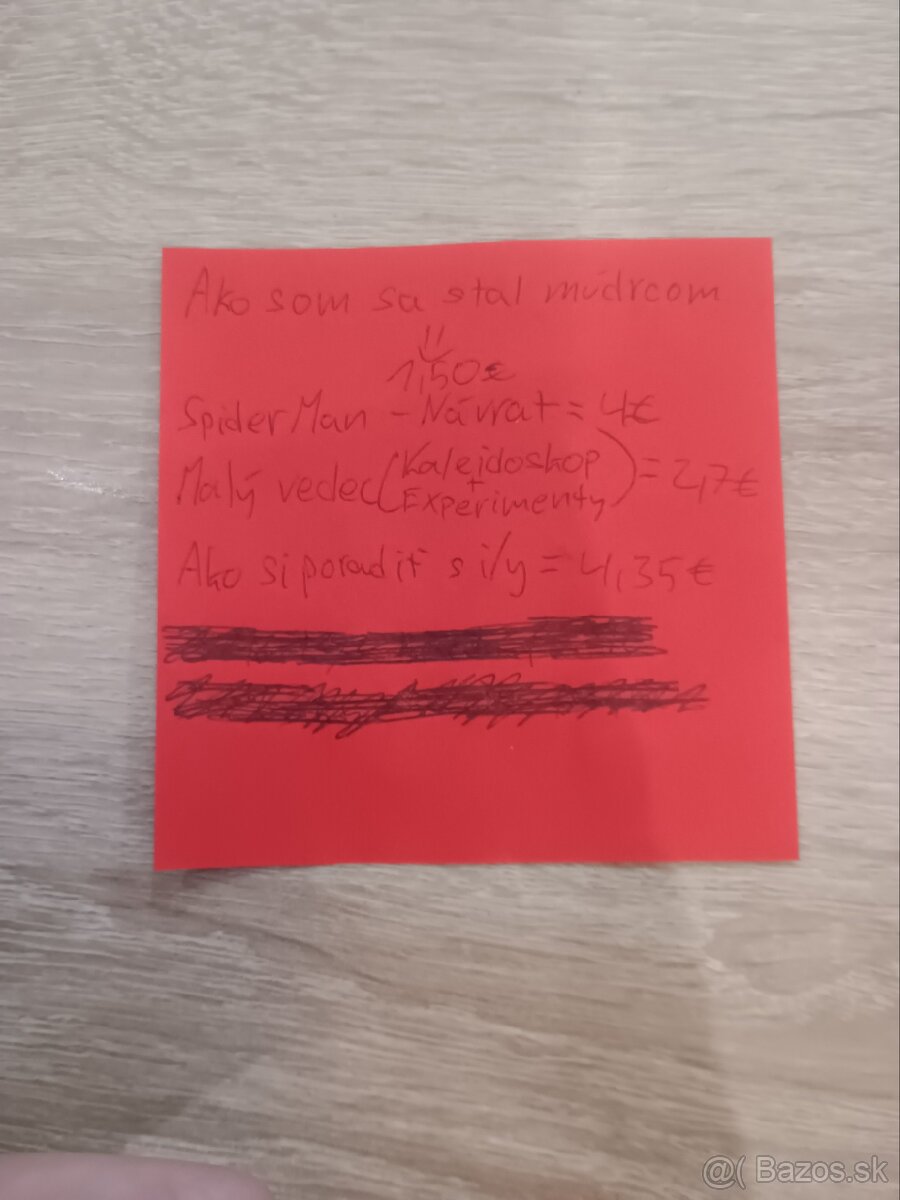 Ako som sa stal múdrcom
⇓
1,50€
SpiderMan - Návrat = 4€
Malý vedec (Kalejdoskop + Experimenty) = 2,7€
Ako si poradiť s i/y = 4,35€
@( Bazos.sk